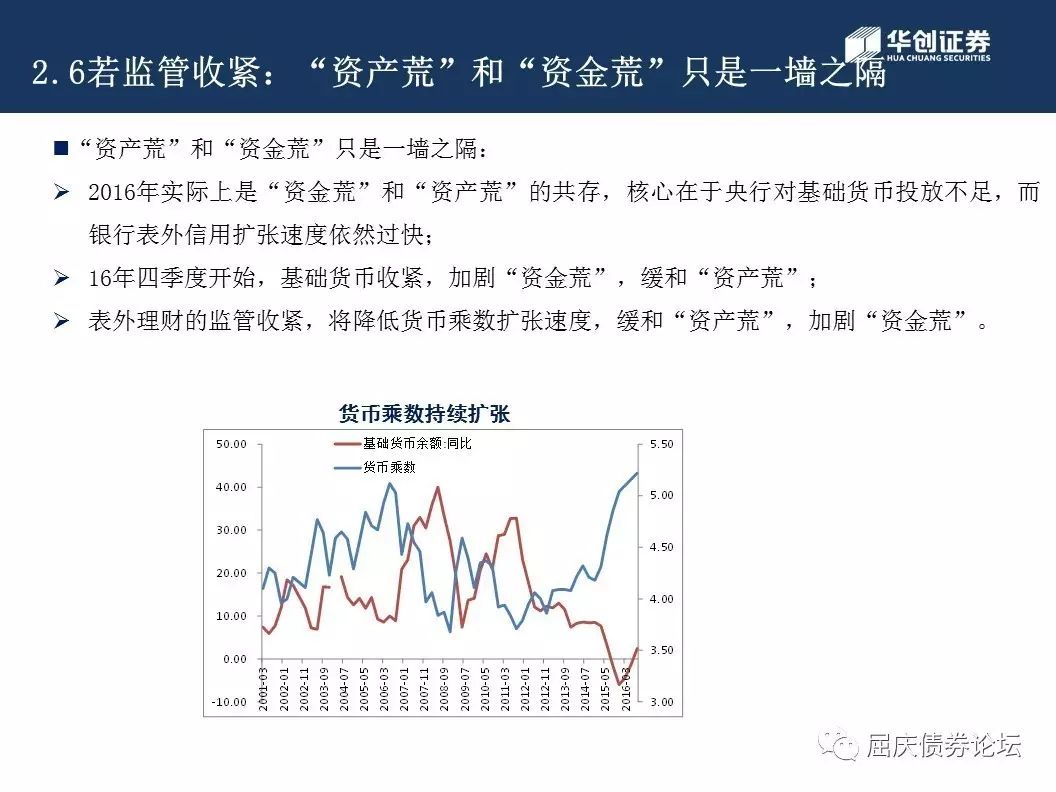 华创证券
HUA CHUANG SECURITIES
2.6若监管收紧：“资产荒”和“资金荒”只是一墙之隔
“资产荒”和“资金荒”只是一墙之隔：
2016年实际上是“资金荒”和“资产荒”的共存，核心在于央行对基础货币投放不足，而
银行表外信用扩张速度依然过快；
16年四季度开始，基础货币收紧，加剧“资金荒”，缓和“资产荒”；
表外理财的监管收紧，将降低货币乘数扩张速度，缓和“资产荒”，加剧“资金荒”。
货币乘数持续扩张
基础货币余额:同比
货币乘数
50.00
40.00
30.00
20.00
10.00
0.00
-10.00
5.50
5.00
4.50
4.00
3.50
3.00
2001-03
2002-01
2002-11
2003-09
2004-07
2005-05
2006-03
2007-01
2007-11
2008-09
2009-07
2010-05
2011-03
2012-01
2012-11
2013-09
2014-07
2015-05
2016-03
屈庆债券论坛